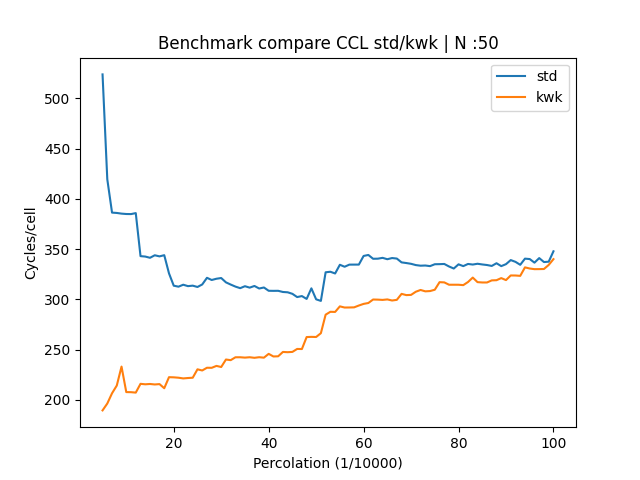 Benchmark compare CCL std/kwk | N :50
std
kwk
Cycles/cell
500
450
400
350
300
250
200
20
40
60
80
100
Percolation (1/10000)